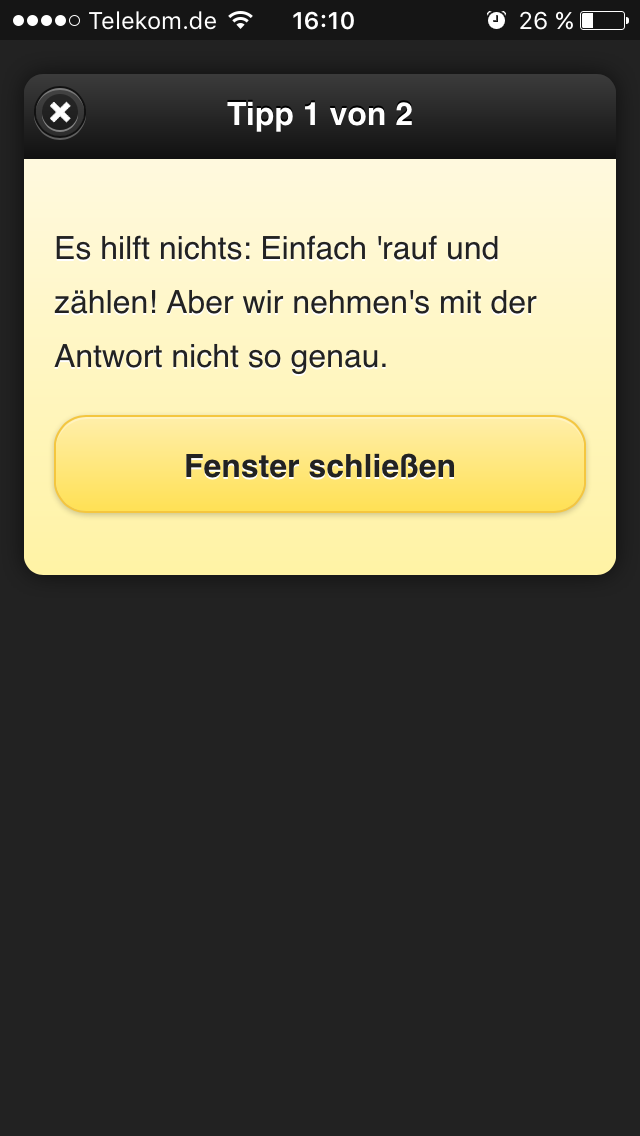 Telekom.de 16:10 26 %
Tipp 1 von 2
Es hilft nichts: Einfach 'rauf und
zählen! Aber wir nehmen's mit der
Antwort nicht so genau.
Fenster schließen